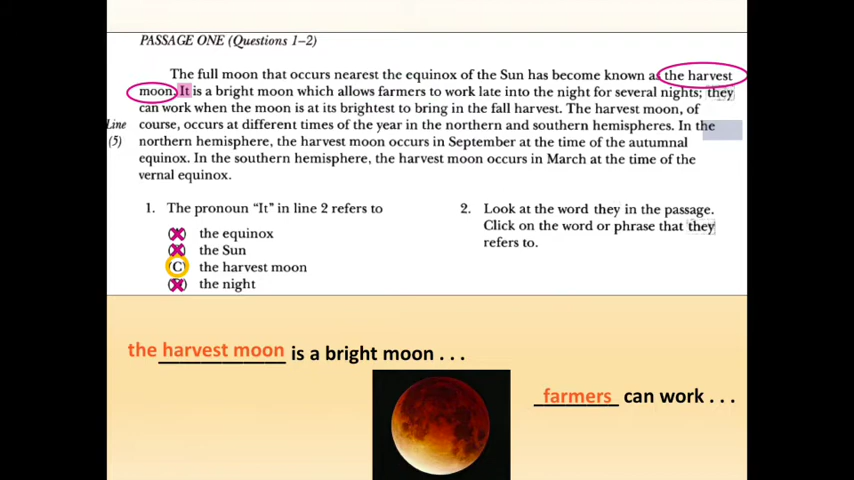 PASSAGE ONE (Questions 1–2)
The full moon that occurs nearest the equinox of the Sun has become known as the harvest
moon. It is a bright moon which allows farmers to work late into the night for several nights; they
can work when the moon is at its brightest to bring in the fall harvest. The harvest moon, of
Line course, occurs at different times of the year in the northern and southern hemispheres. In the
(5) northern hemisphere, the harvest moon occurs in September at the time of the autumnal
equinox. In the southern hemisphere, the harvest moon occurs in March at the time of the
vernal equinox.
1. The pronoun “It” in line 2 refers to
the equinox
the Sun
(C) the harvest moon
the night
2. Look at the word they in the passage.
Click on the word or phrase that they
refers to.
the harvest moon is a bright moon . . .
farmers can work . . .